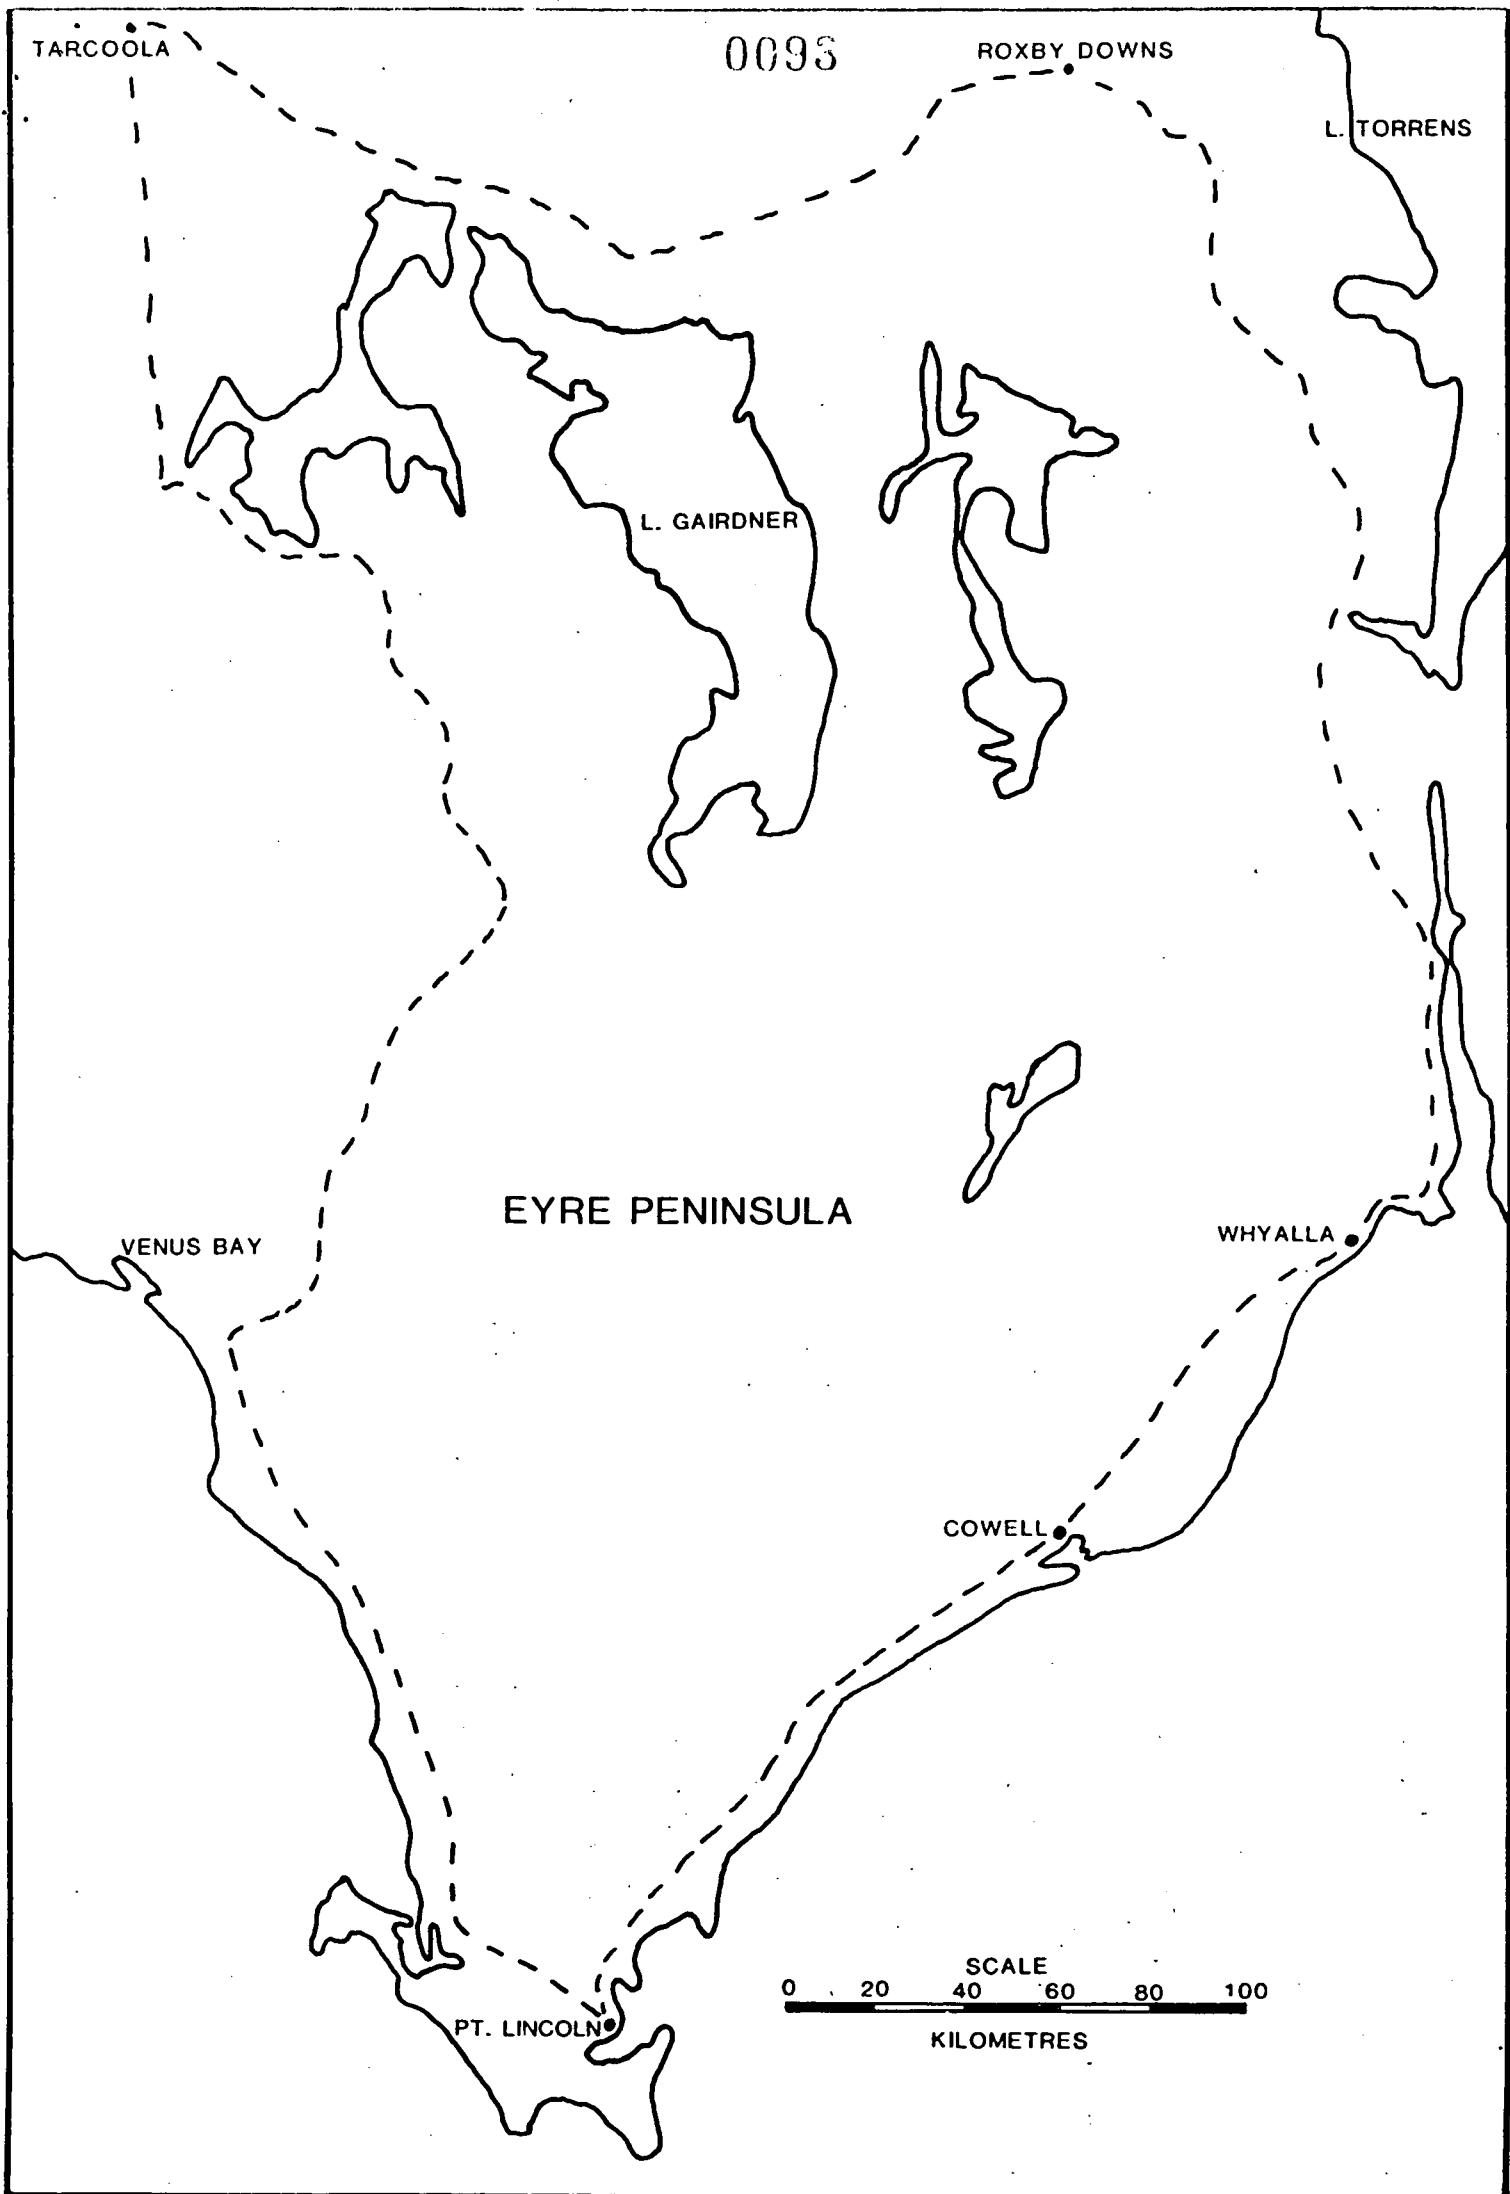 0093
TARCOOLA
ROXBY DOWNS
L. TORRENS
L. GAIRDNER
EYRE PENINSULA
VENUS BAY
WHYALLA
COWELL
SCALE
0 20 40 60 80 100
KILOMETRES
PT. LINCOLN